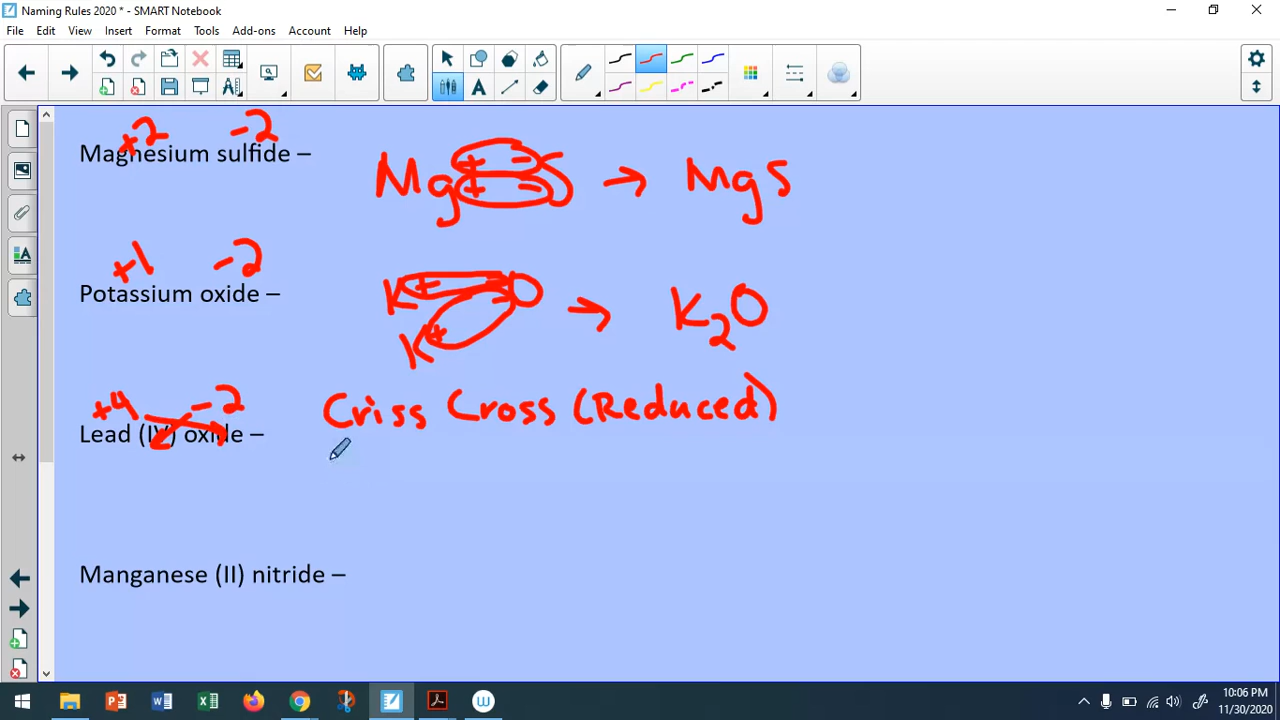 Naming Rules 2020 * - SMART Notebook
File Edit View Insert Format Tools Add-ons Account Help
+2 -2
Magnesium sulfide – Mg + - S → MgS
+ -
+1 -2
Potassium oxide – K + - O → K2O
K + -
+4 -2
Criss Cross (Reduced)
Lead (IV) oxide –
Manganese (II) nitride –
10:06 PM
11/30/2020